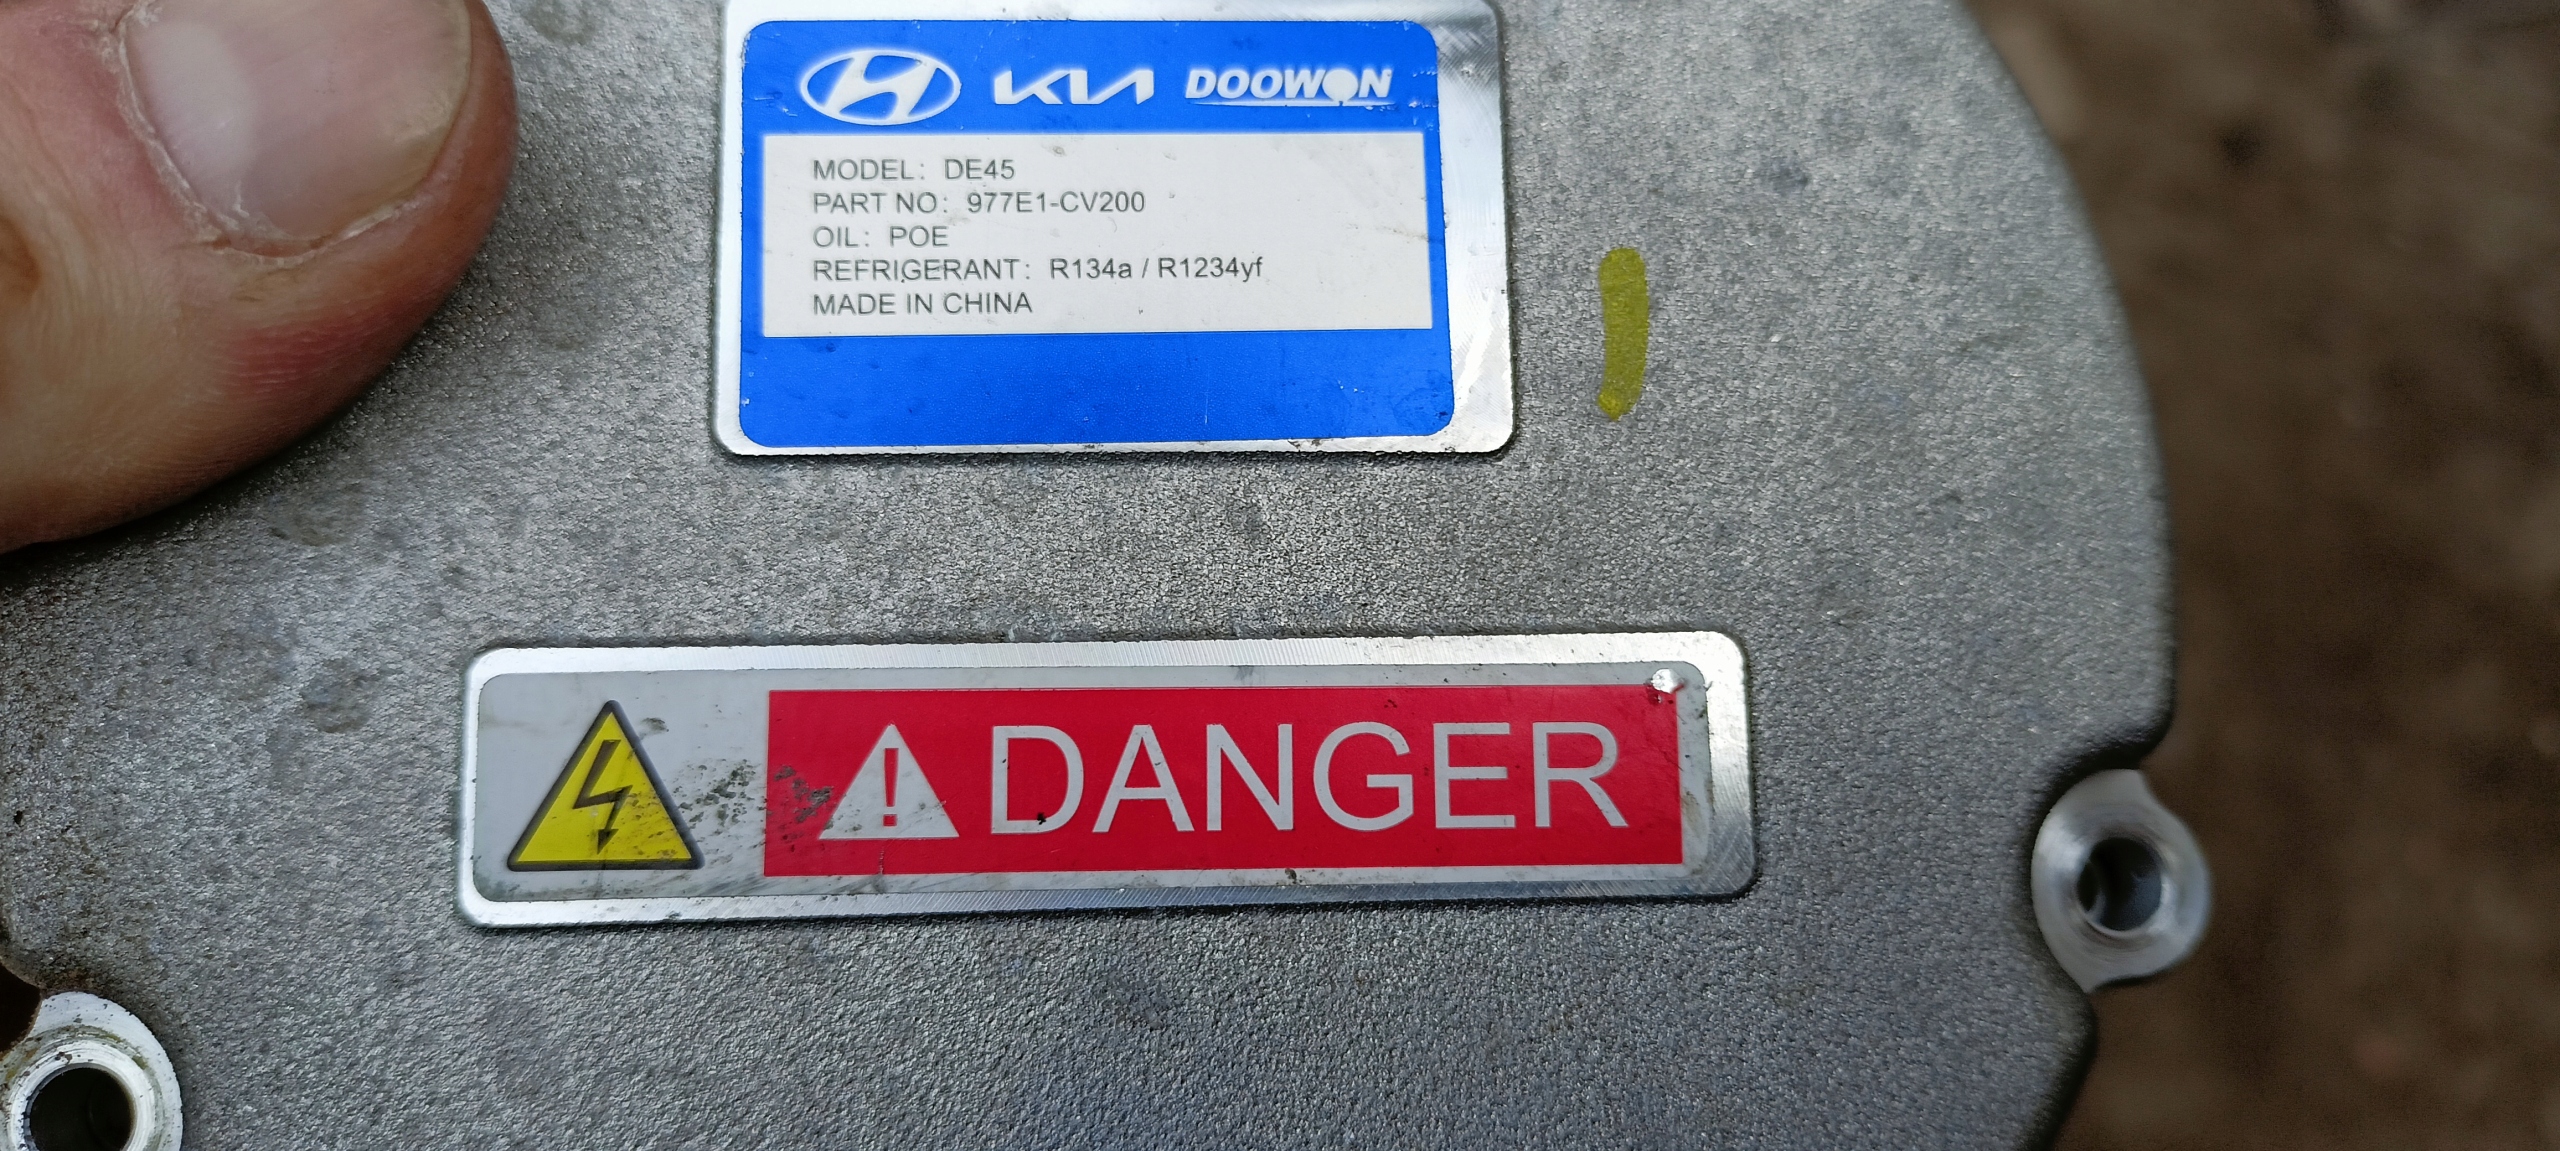 KIA DOOWON
MODEL: DE45
PART NO: 977E1-CV200
OIL: POE
REFRIGERANT: R134a / R1234yf
MADE IN CHINA
DANGER